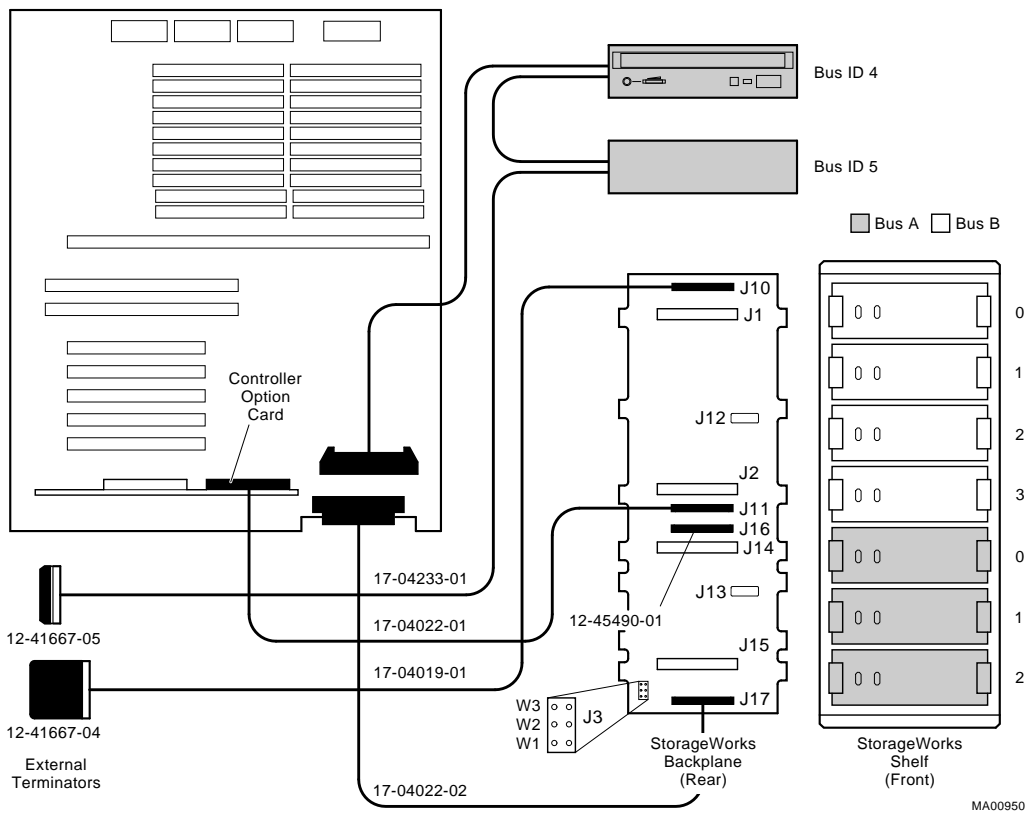 Bus ID 4
Bus ID 5
Bus A
Bus B
Controller
Option
Card
J10
J1
J12
J2
J11
J16
J14
J13
J15
J17
0
1
2
3
0
1
2
17-04233-01
12-41667-05
17-04022-01
12-45490-01
17-04019-01
12-41667-04
External
Terminators
W3
W2
W1
J3
StorageWorks
Backplane
(Rear)
StorageWorks
Shelf
(Front)
17-04022-02
MA00950